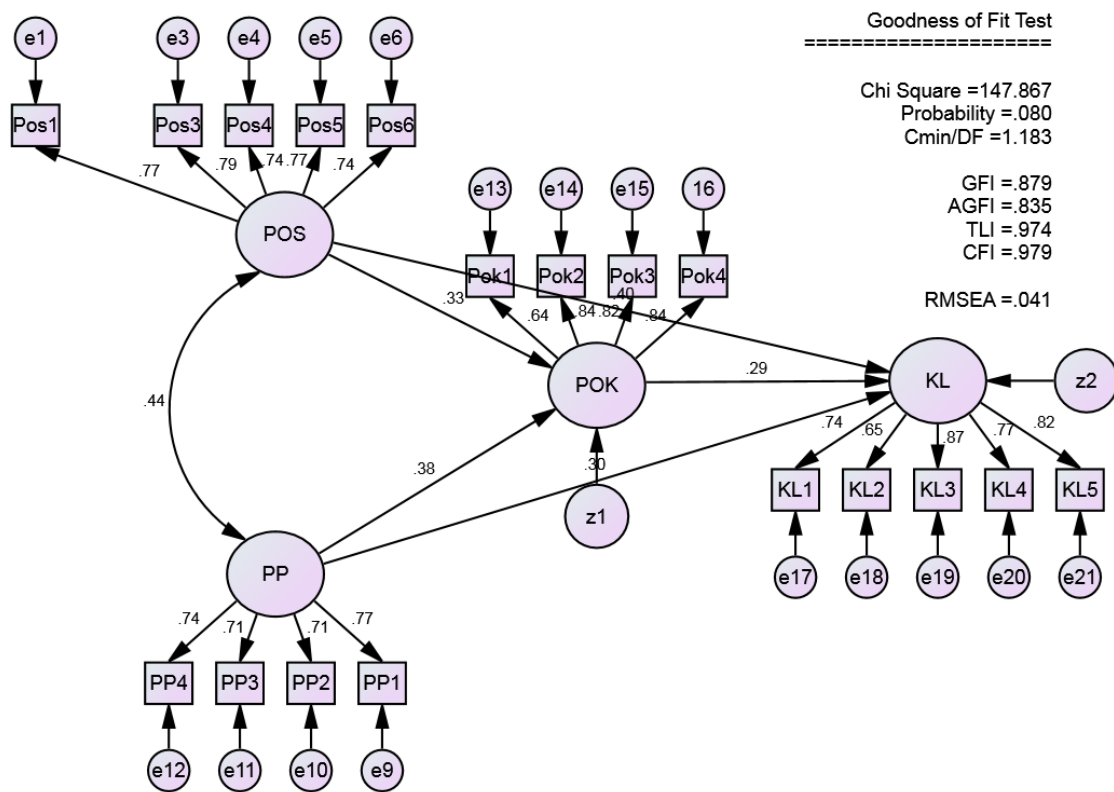 e1
e3
e4
e5
e6
Goodness of Fit Test
=====================
Chi Square =147.867
Probability =.080
Cmin/DF =1.183
GFI =.879
AGFI =.835
TLI =.974
CFI =.979
RMSEA =.041
Pos1
Pos3
Pos4
Pos5
Pos6
.77
.79
.74
.77
.74
POS
e13
e14
e15
16
Pok1
Pok2
Pok3
Pok4
.40
.33
.64
.84
.82
.84
POK
.29
KL
z2
.44
.74
.65
.87
.77
.82
.38
.30
KL1
KL2
KL3
KL4
KL5
z1
e17
e18
e19
e20
e21
PP
.74
.71
.71
.77
PP4
PP3
PP2
PP1
e12
e11
e10
e9